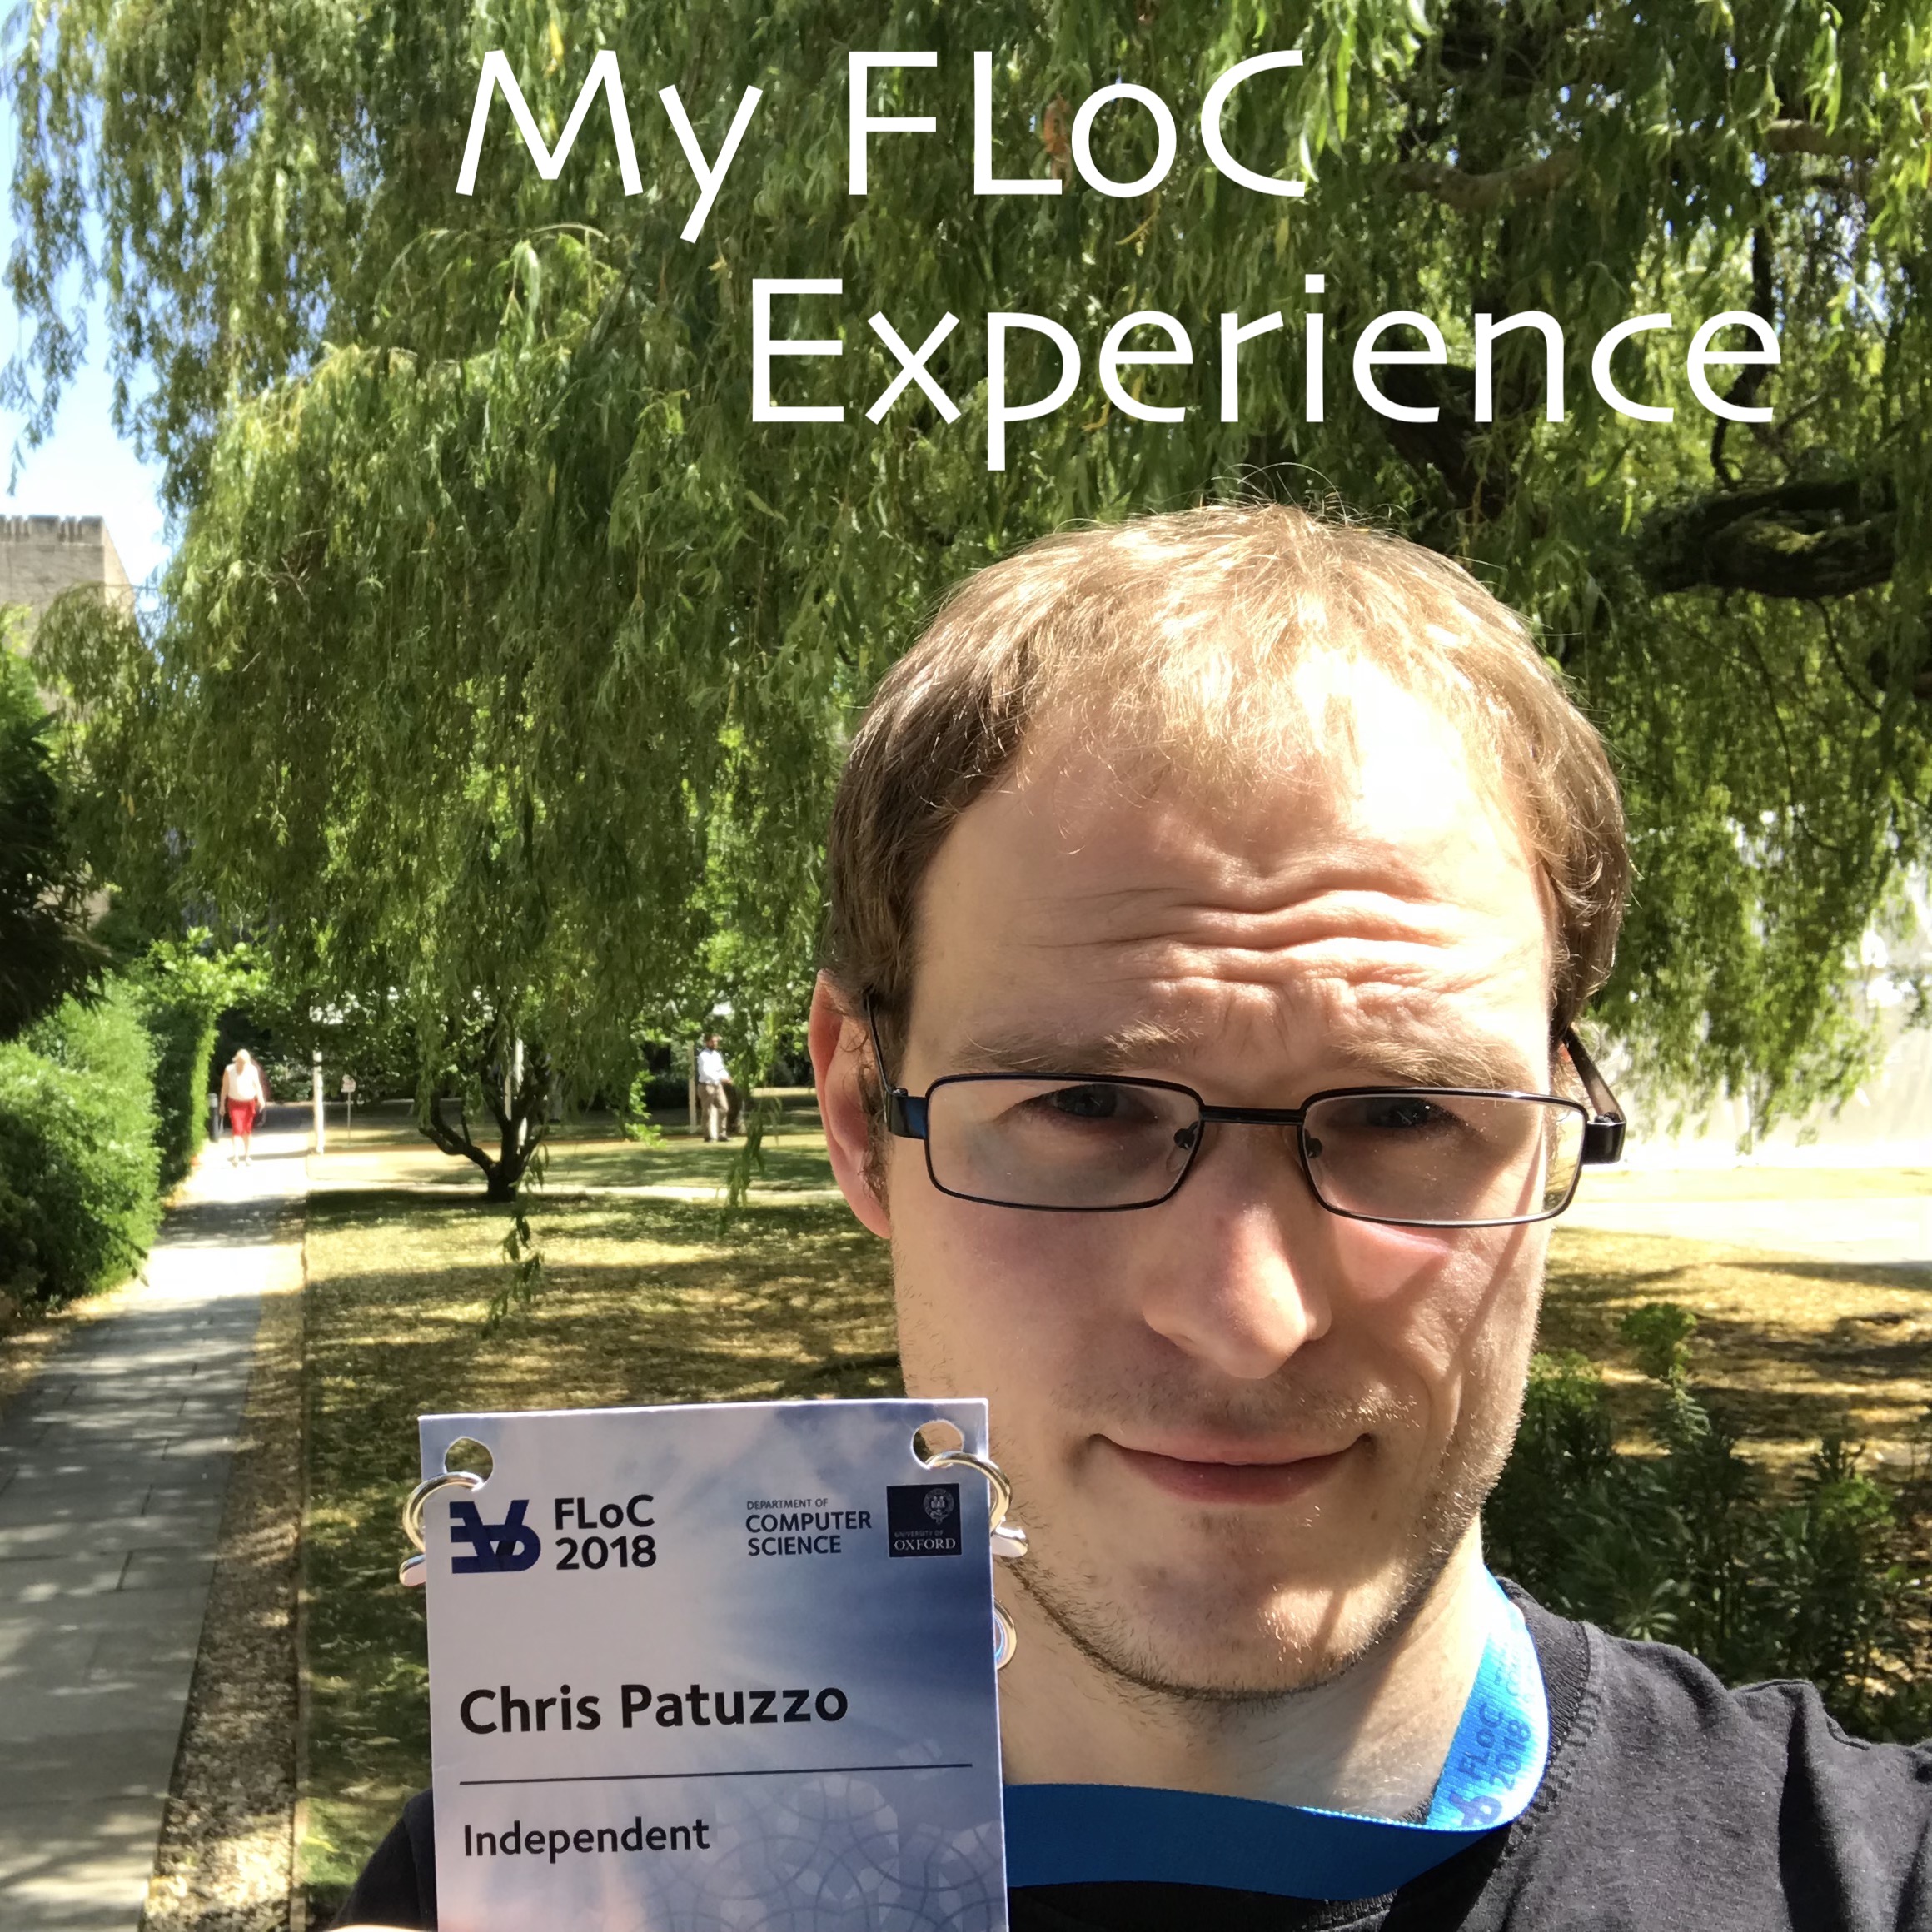 My FLoC
Experience
FLoC
2018
DEPARTMENT OF
COMPUTER
SCIENCE
UNIVERSITY OF
OXFORD
Chris Patuzzo
Independent
FLoC
2018